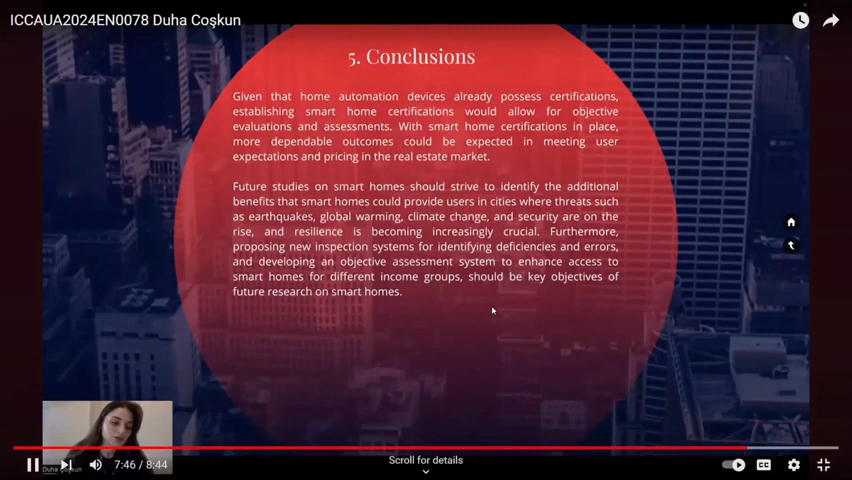 ICCAUA2024EN0078 Duha Coşkun
5. Conclusions
Given that home automation devices already possess certifications,
establishing smart home certifications would allow for objective
evaluations and assessments. With smart home certifications in place,
more dependable outcomes could be expected in meeting user
expectations and pricing in the real estate market.
Future studies on smart homes should strive to identify the additional
benefits that smart homes could provide users in cities where threats such
as earthquakes, global warming, climate change, and security are on the
rise, and resilience is becoming increasingly crucial. Furthermore,
proposing new inspection systems for identifying deficiencies and errors,
and developing an objective assessment system to enhance access to
smart homes for different income groups, should be key objectives of
future research on smart homes.
Duha Coşkun
7:46 / 8:44
Scroll for details
CC